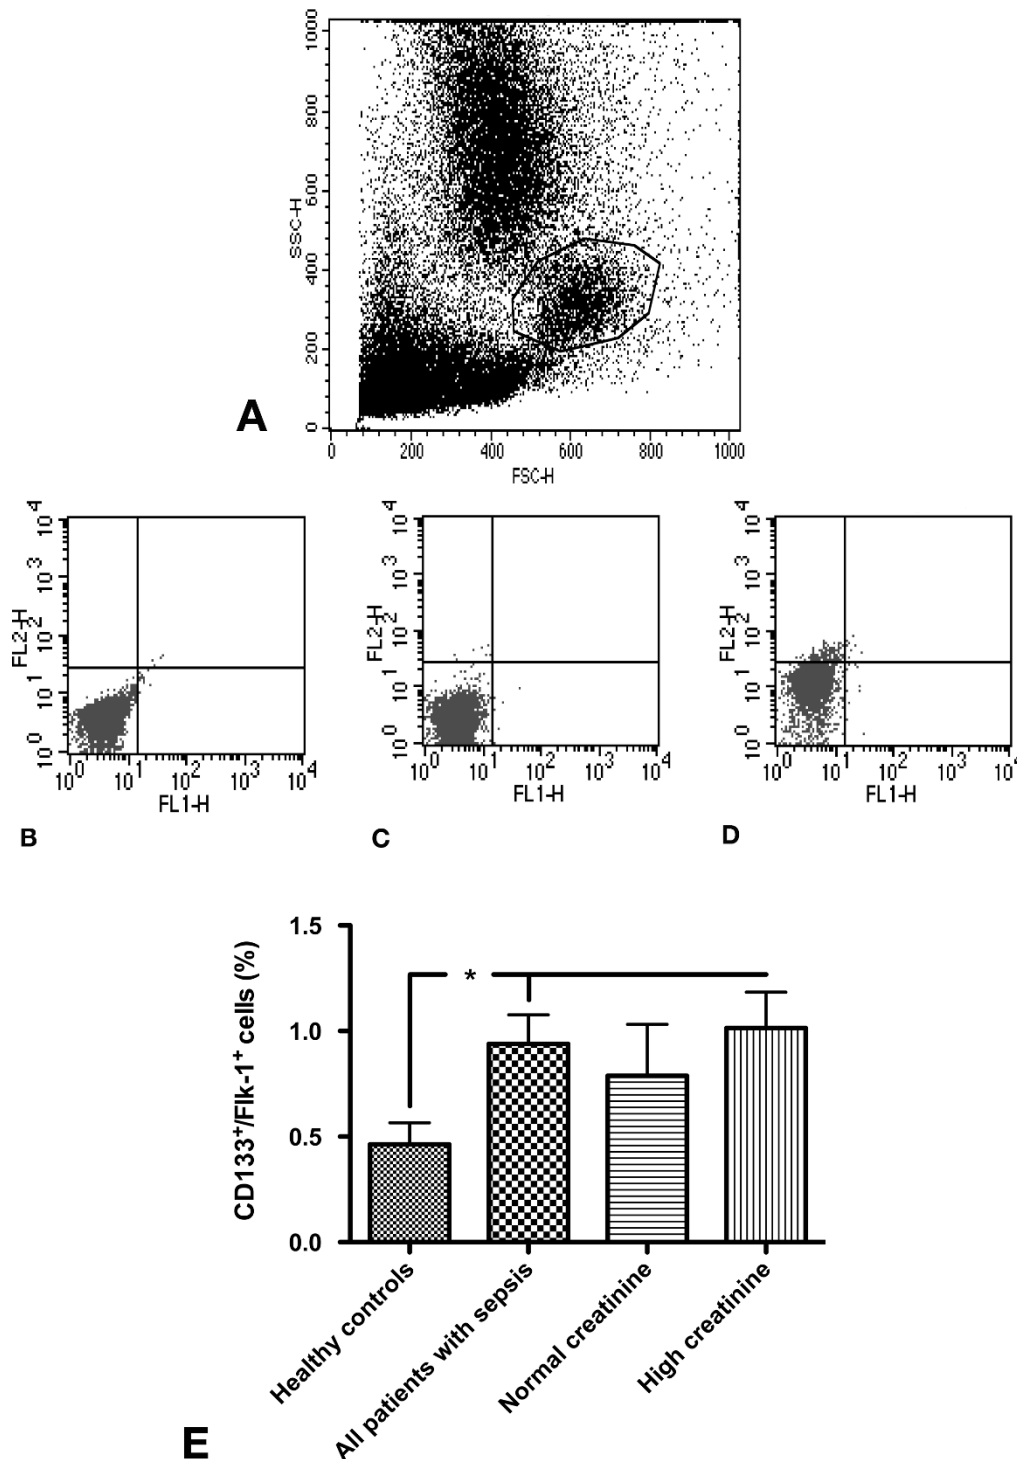 1000
800
600
400
200
0
SSC-H
A
0 200 400 600 800 1000
FSC-H
10^4
10^3
10^2
10^1
10^0
FL2-H
10^0 10^1 10^2 10^3 10^4
FL1-H
B
10^4
10^3
10^2
10^1
10^0
FL2-H
10^0 10^1 10^2 10^3 10^4
FL1-H
C
10^4
10^3
10^2
10^1
10^0
FL2-H
10^0 10^1 10^2 10^3 10^4
FL1-H
D
1.5
1.0
0.5
0.0
CD133⁺/Flk-1⁺ cells (%)
*
Healthy controls
All patients with sepsis
Normal creatinine
High creatinine
E